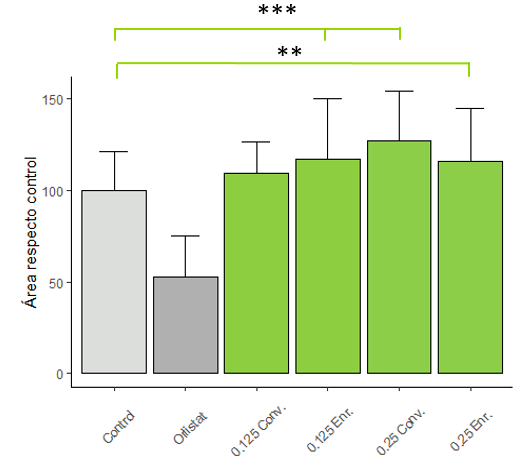 ***
**
Área respecto control
150
100
50
0
Control
Orlistat
0.125 Conv.
0.125 Enr.
0.25 Conv.
0.25 Enr.